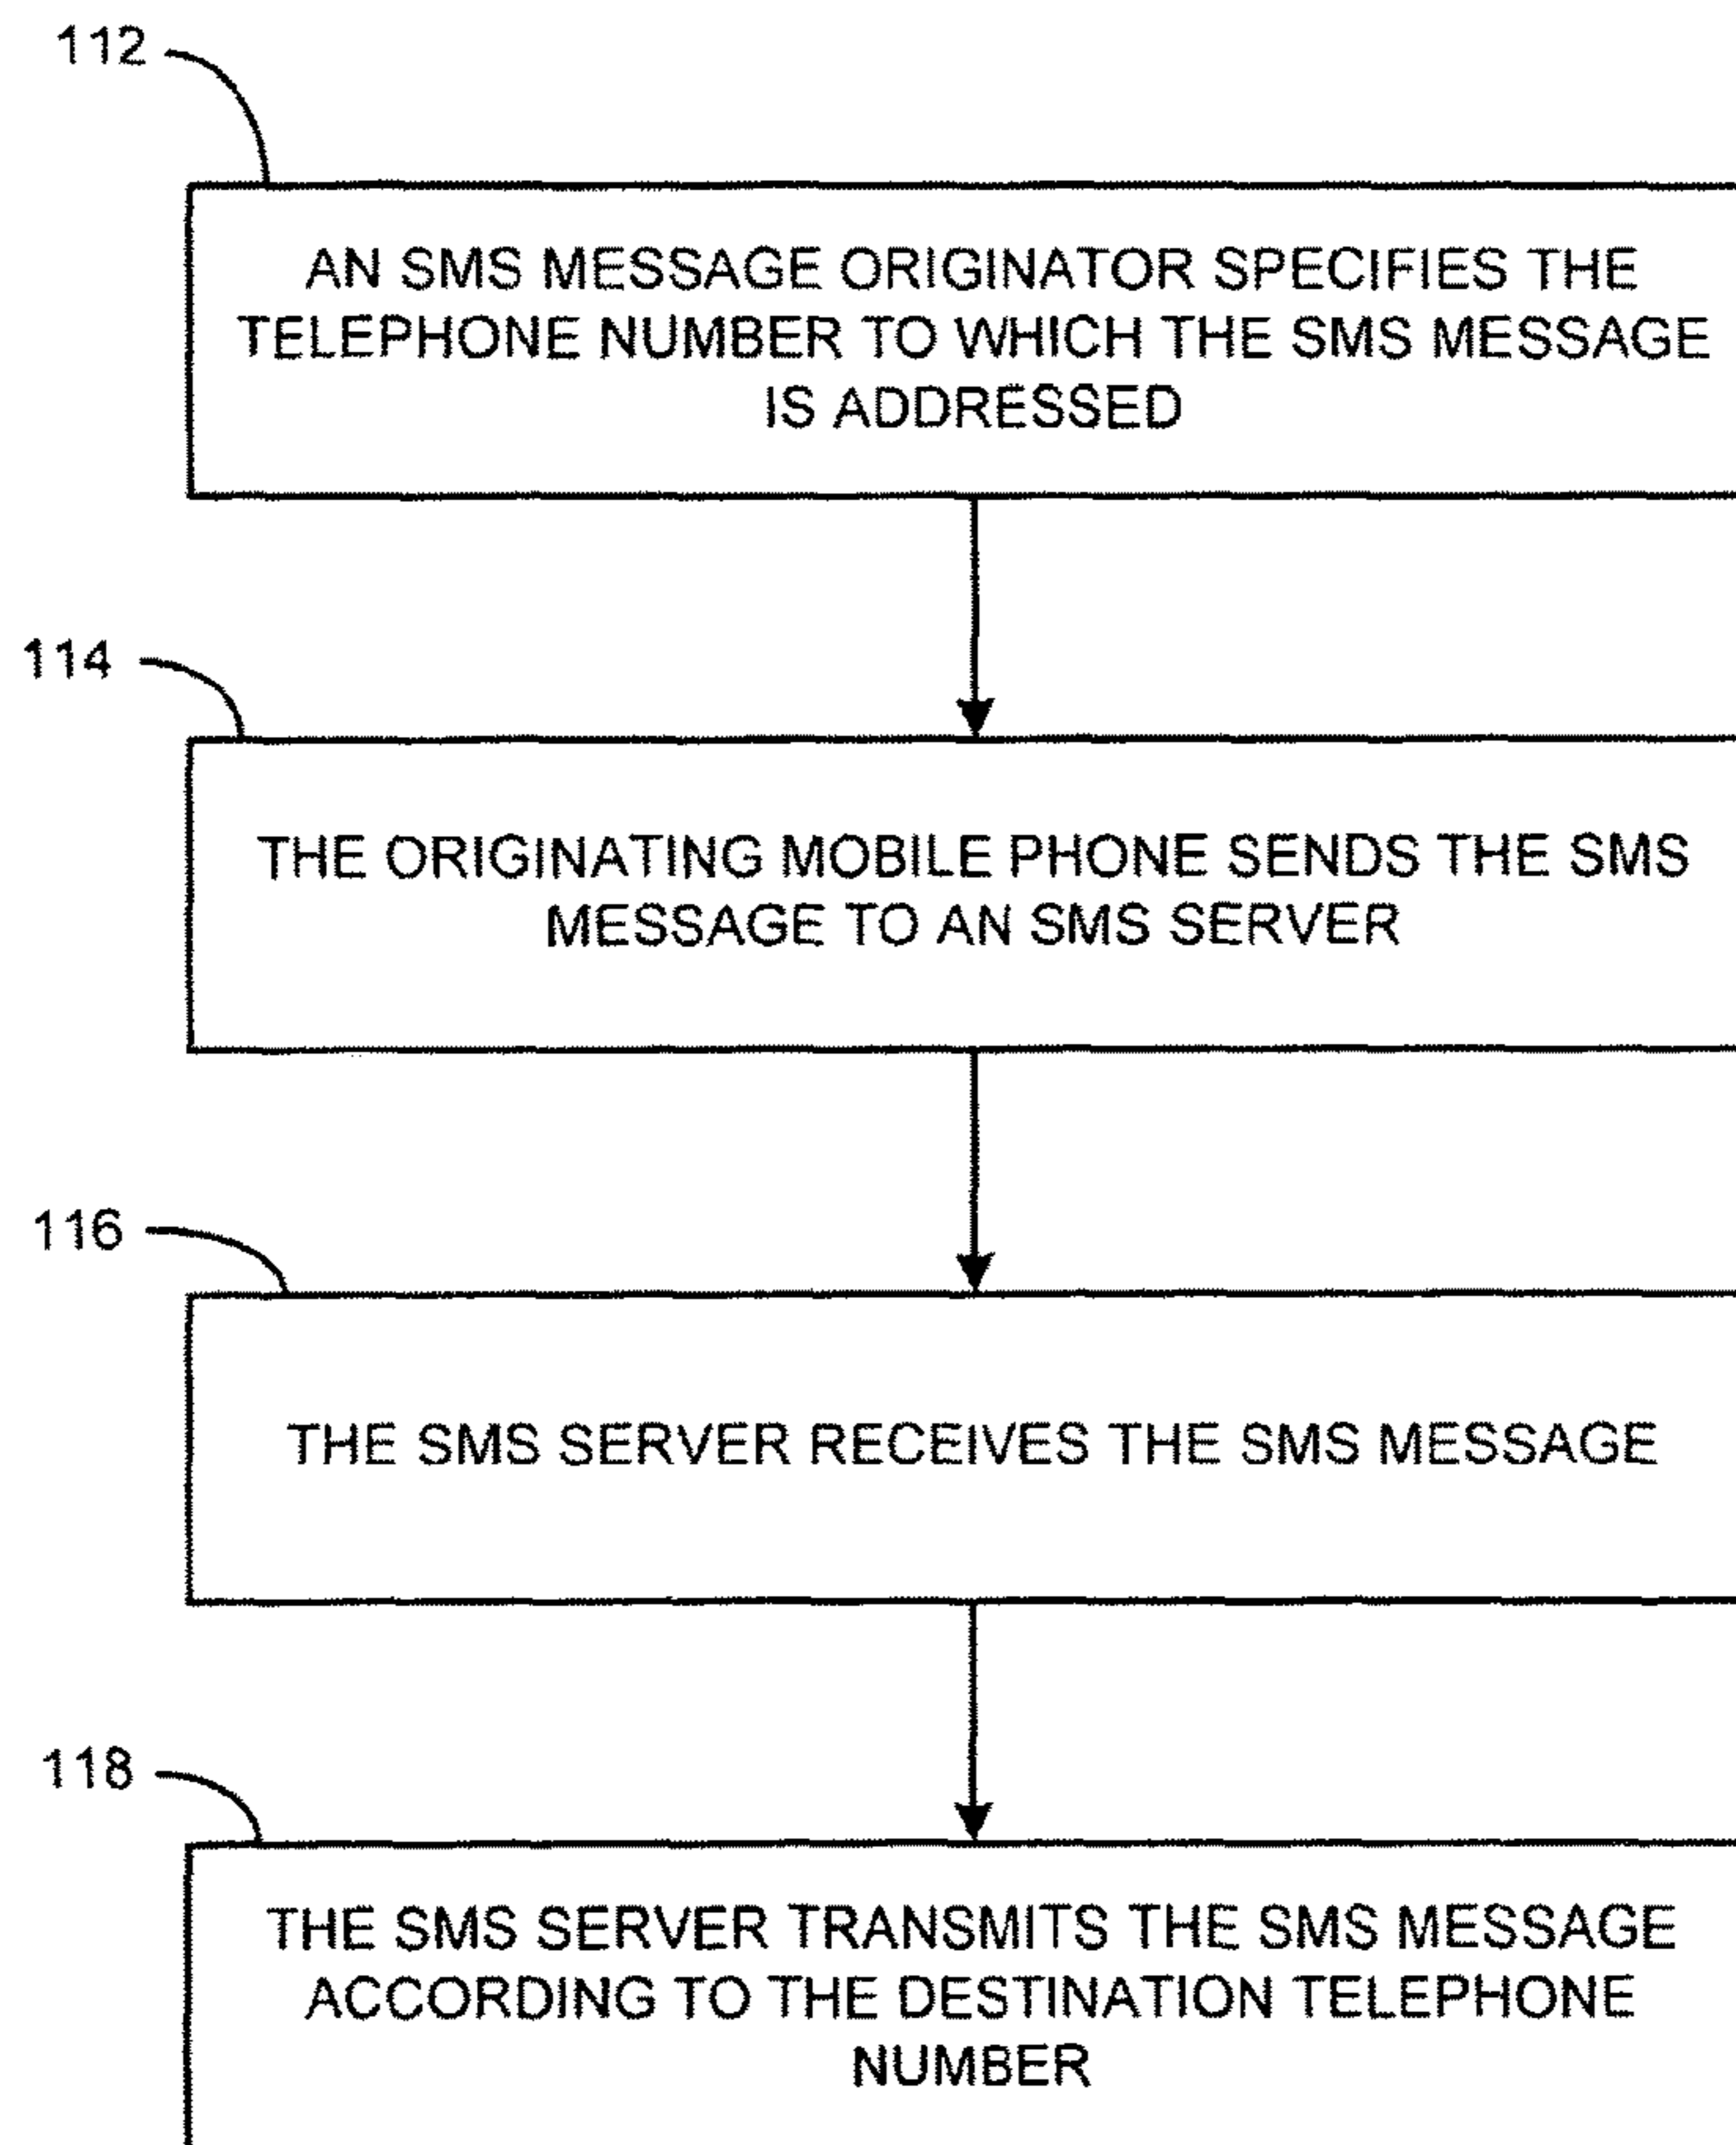 112
AN SMS MESSAGE ORIGINATOR SPECIFIES THE
TELEPHONE NUMBER TO WHICH THE SMS MESSAGE
IS ADDRESSED
114
THE ORIGINATING MOBILE PHONE SENDS THE SMS
MESSAGE TO AN SMS SERVER
116
THE SMS SERVER RECEIVES THE SMS MESSAGE
118
THE SMS SERVER TRANSMITS THE SMS MESSAGE
ACCORDING TO THE DESTINATION TELEPHONE
NUMBER